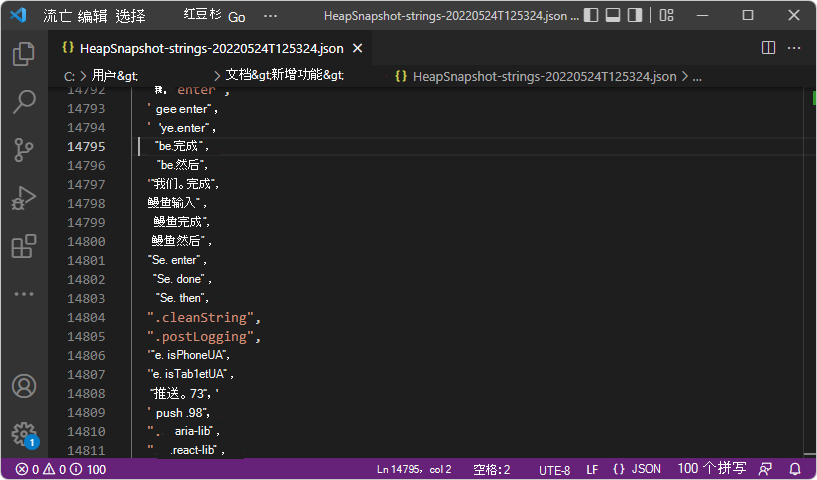 流亡 编辑 选择 红豆杉 Go ··· HeapSnapshot-strings-20220524T125324.json ...
{} HeapSnapshot-strings-20220524T125324.json ×
C: > 用户&gt; > 文档&gt;新增功能&gt; {} HeapSnapshot-strings-20220524T125324.json > ...
14792 enter",
14793 ' gee enter",
14794 ' 'ye.enter",
14795 "be.完成",
14796 "be.然后",
14797 '"我们。完成",
14798 鳗鱼输入",
14799 鳗鱼完成",
14800 鳗鱼然后",
14801 "Se. enter",
14802 "Se. done",
14803 "Se. then",
14804 ".cleanString",
14805 ".postLogging",
14806 '"e. isPhoneUA",
14807 '"e. isTab1etUA",
14808 "推送。73", '
14809 ' push .98",
14810 ". aria-lib",
14811 " .react-lib",
1
0 0 100 Ln 14795, col 2 空格: 2 UTE-8 LF {} JSON 100 个拼写